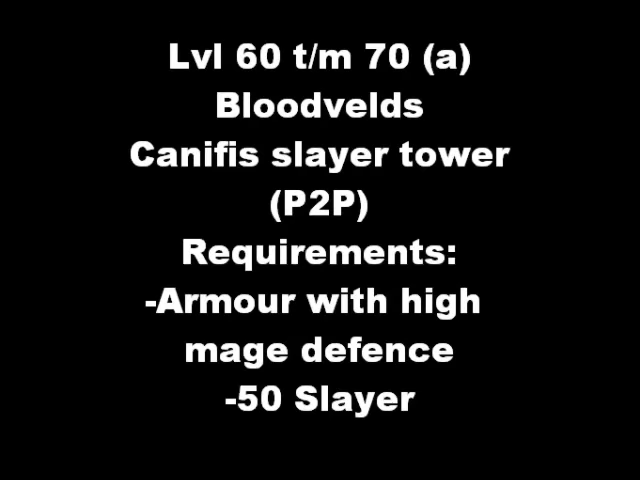 Lvl 60 t/m 70 (a)
Bloodvelds
Canifis slayer tower
(P2P)
Requirements:
-Armour with high
mage defence
-50 Slayer